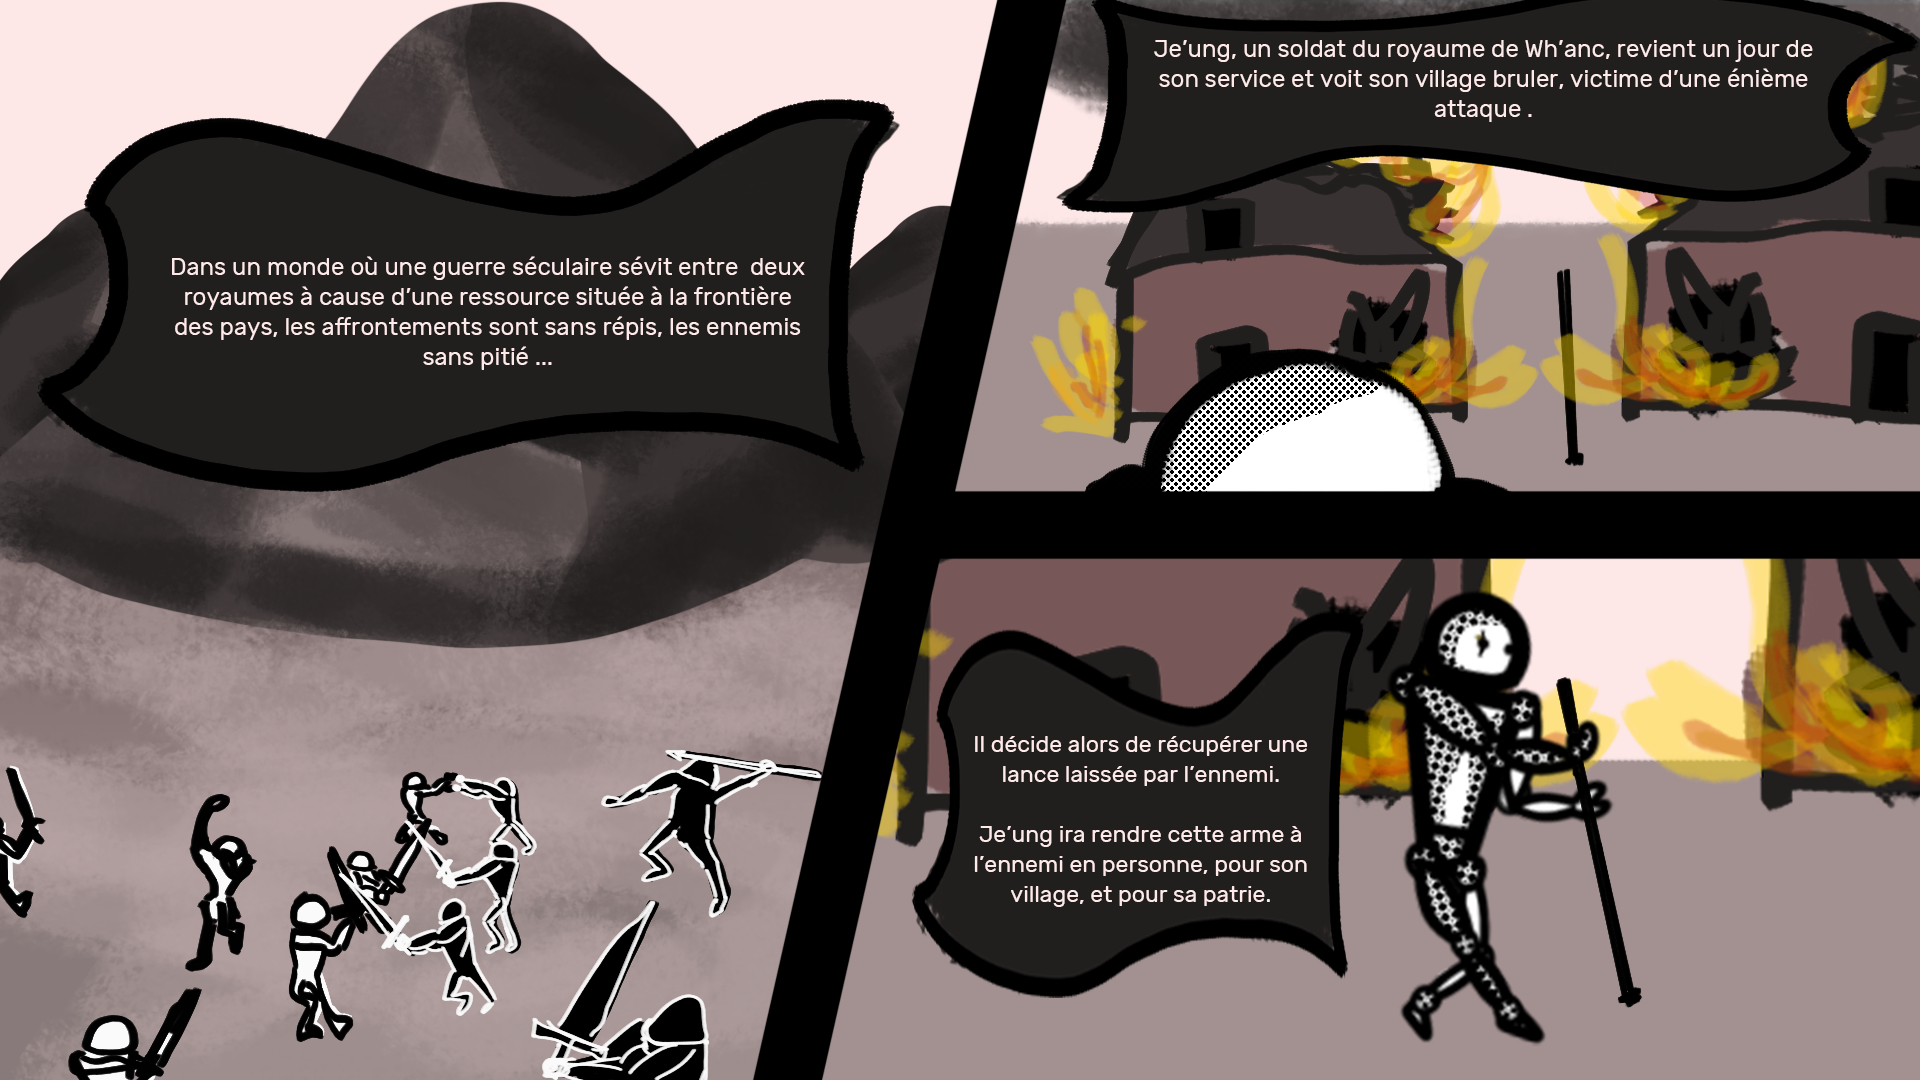 Dans un monde où une guerre séculaire sévit entre  deux
royaumes à cause d’une ressource située à la frontière
des pays, les affrontements sont sans répis, les ennemis
sans pitié ...
Je’ung, un soldat du royaume de Wh’anc, revient un jour de
son service et voit son village bruler, victime d’une énième
attaque .
Il décide alors de récupérer une
lance laissée par l’ennemi.
Je’ung ira rendre cette arme à
l’ennemi en personne, pour son
village, et pour sa patrie.